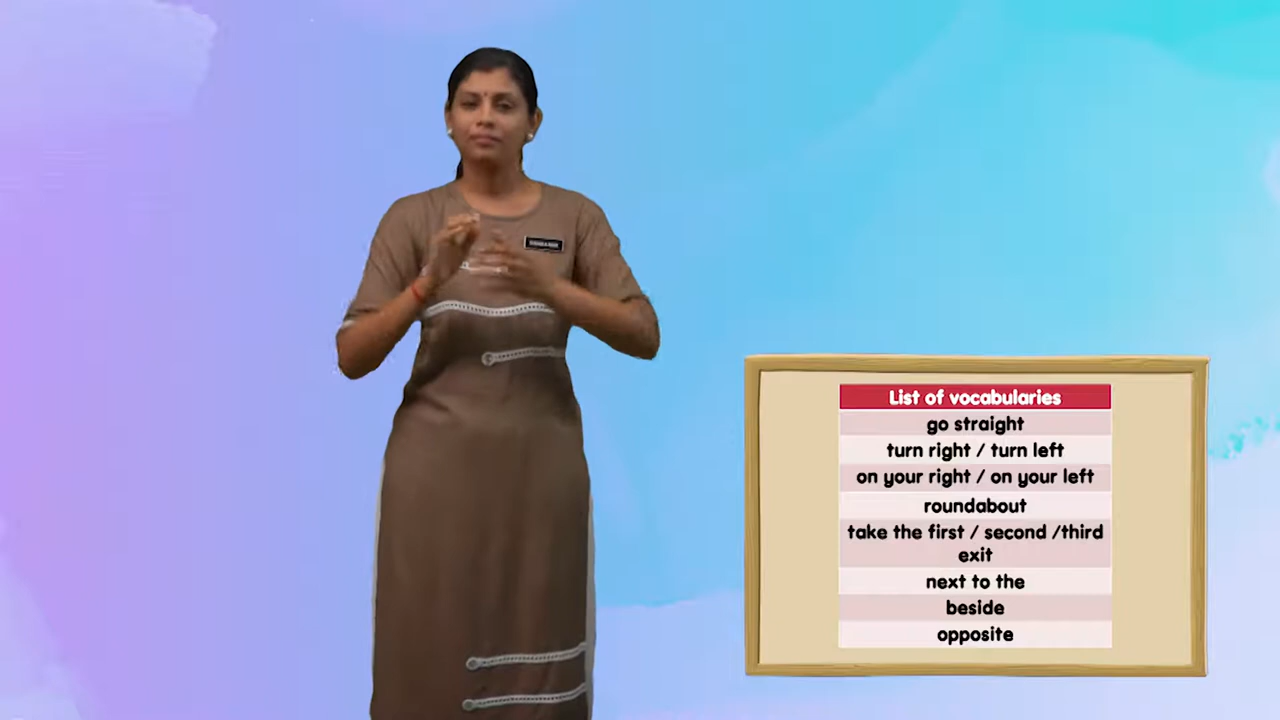 List of vocabularies
go straight
turn right / turn left
on your right / on your left
roundabout
take the first / second /third
exit
next to the
beside
opposite